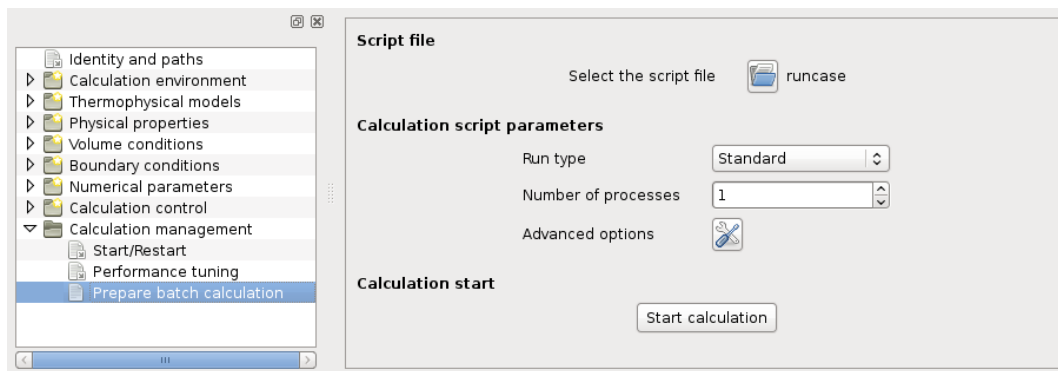 Identity and paths
Calculation environment
Thermophysical models
Physical properties
Volume conditions
Boundary conditions
Numerical parameters
Calculation control
Calculation management
Start/Restart
Performance tuning
Prepare batch calculation
Script file
Select the script file runcase
Calculation script parameters
Run type Standard
Number of processes 1
Advanced options
Calculation start
Start calculation